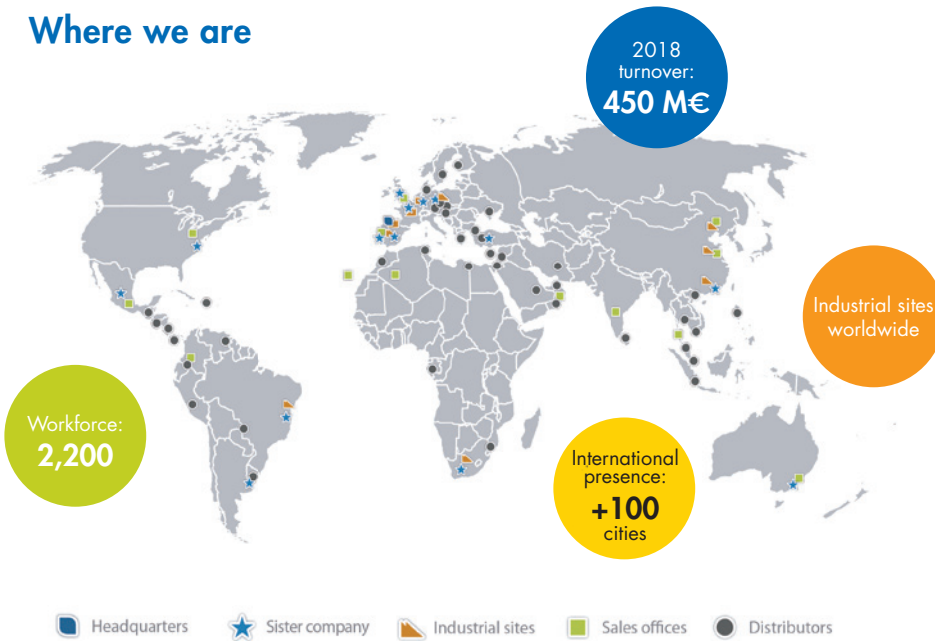 Where we are
2018
turnover:
450 M€
Industrial sites
worldwide
Workforce:
2,200
International
presence:
+100
cities
Headquarters
Sister company
Industrial sites
Sales offices
Distributors